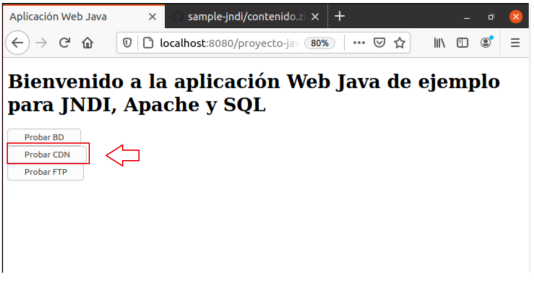 Aplicación Web Java
sample-jndi/contenido.zi
localhost:8080/proyecto-jav
80%
Bienvenido a la aplicación Web Java de ejemplo
para JNDI, Apache y SQL
Probar BD
Probar CDN
Probar FTP